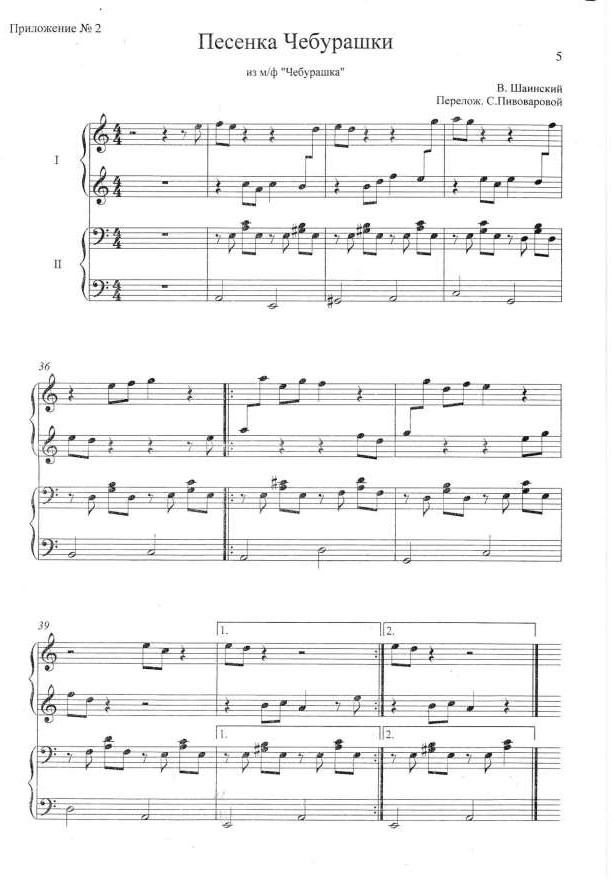 Приложение № 2
Песенка Чебурашки
5
из м/ф "Чебурашка"
В. Шаинский
Перелож. С.Пивоваровой
I
II
36
39
1.
2.
1.
2.